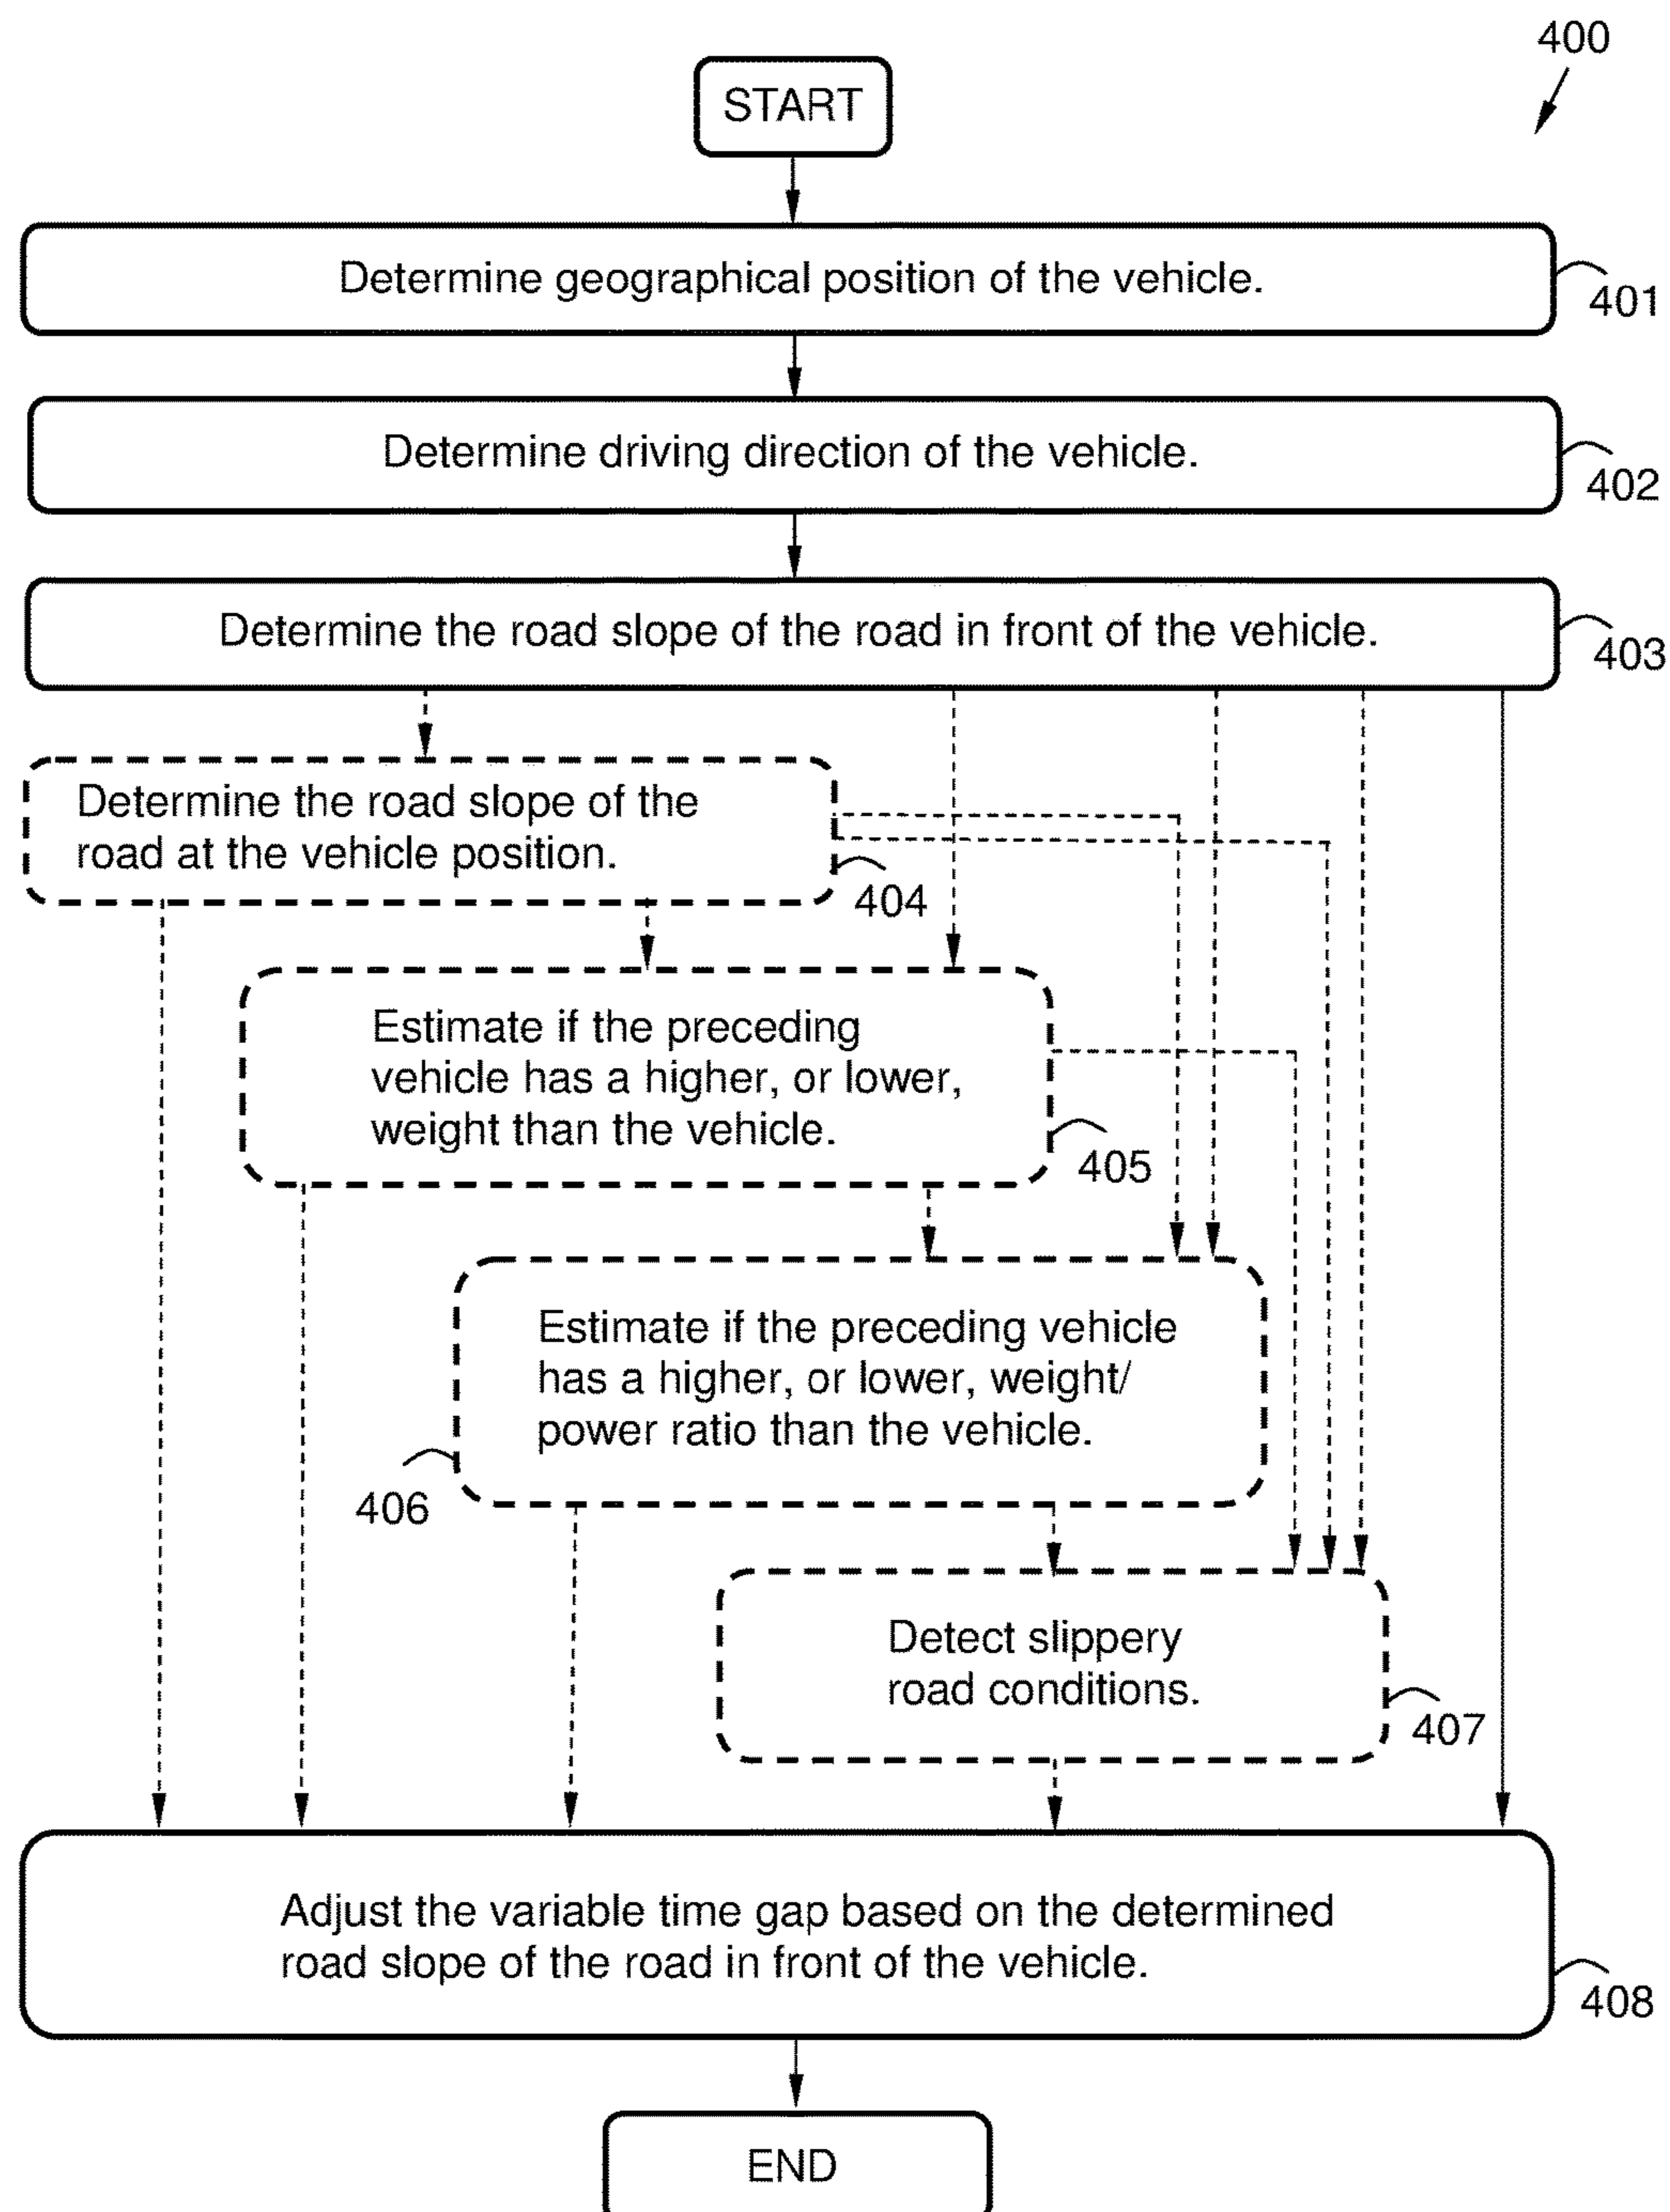 400
START
Determine geographical position of the vehicle.
401
Determine driving direction of the vehicle.
402
Determine the road slope of the road in front of the vehicle.
403
Determine the road slope of the
road at the vehicle position.
404
Estimate if the preceding
vehicle has a higher, or lower,
weight than the vehicle.
405
Estimate if the preceding vehicle
has a higher, or lower, weight/
power ratio than the vehicle.
406
Detect slippery
road conditions.
407
Adjust the variable time gap based on the determined
road slope of the road in front of the vehicle.
408
END